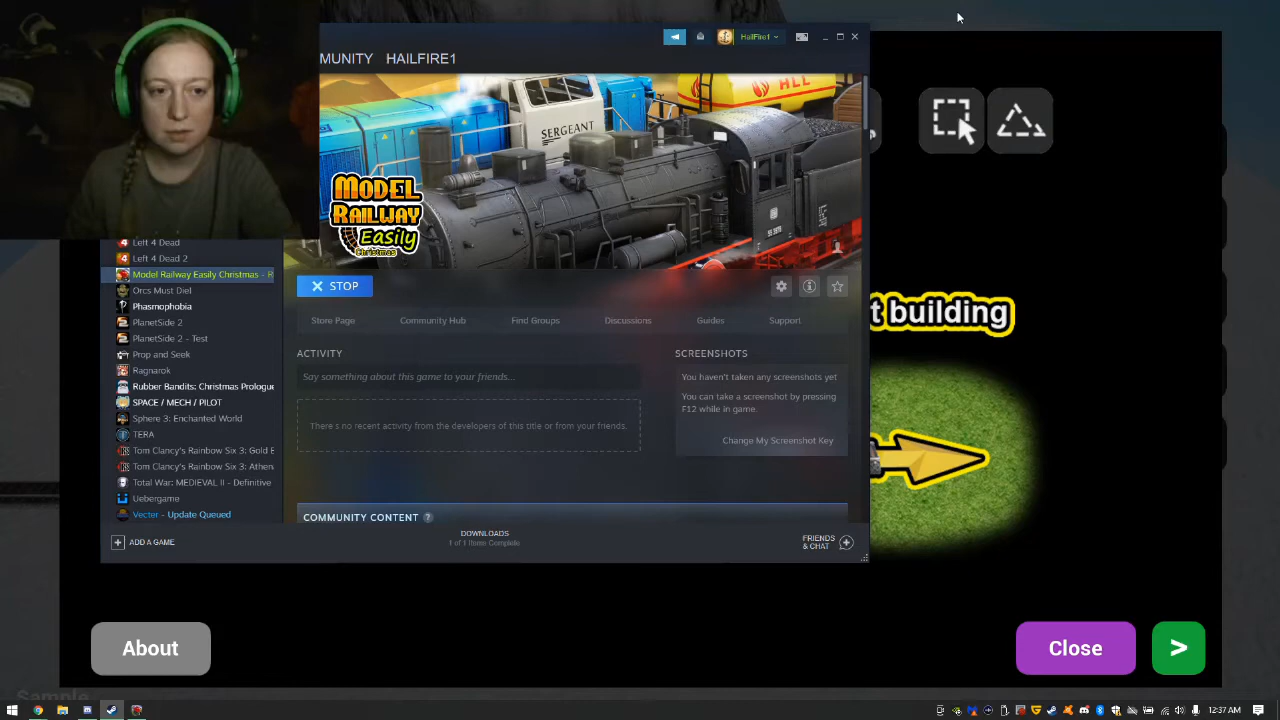 MUNITY HAILFIRE1
HailFire1
SERGEANT
HLL
MODEL
RAILWAY
Easily
Christmas
Left 4 Dead
Left 4 Dead 2
Model Railway Easily Christmas - R
Orcs Must Die!
Phasmophobia
PlanetSide 2
PlanetSide 2 - Test
Prop and Seek
Ragnarok
Rubber Bandits: Christmas Prologue
SPACE / MECH / PILOT
Sphere 3: Enchanted World
TERA
Tom Clancy's Rainbow Six 3: Gold E
Tom Clancy's Rainbow Six 3: Athena
Total War: MEDIEVAL II - Definitive
Uebergame
Vecter - Update Queued
STOP
Store Page
Community Hub
Find Groups
Discussions
Guides
Support
ACTIVITY
Say something about this game to your friends...
There's no recent activity from the developers of this title or from your friends.
SCREENSHOTS
You haven't taken any screenshots yet
You can take a screenshot by pressing
F12 while in game.
Change My Screenshot Key
COMMUNITY CONTENT ?
ADD A GAME
DOWNLOADS
1 of 1 Items Complete
FRIENDS
& CHAT
t building
About
Close
>
Sample
12:37 AM